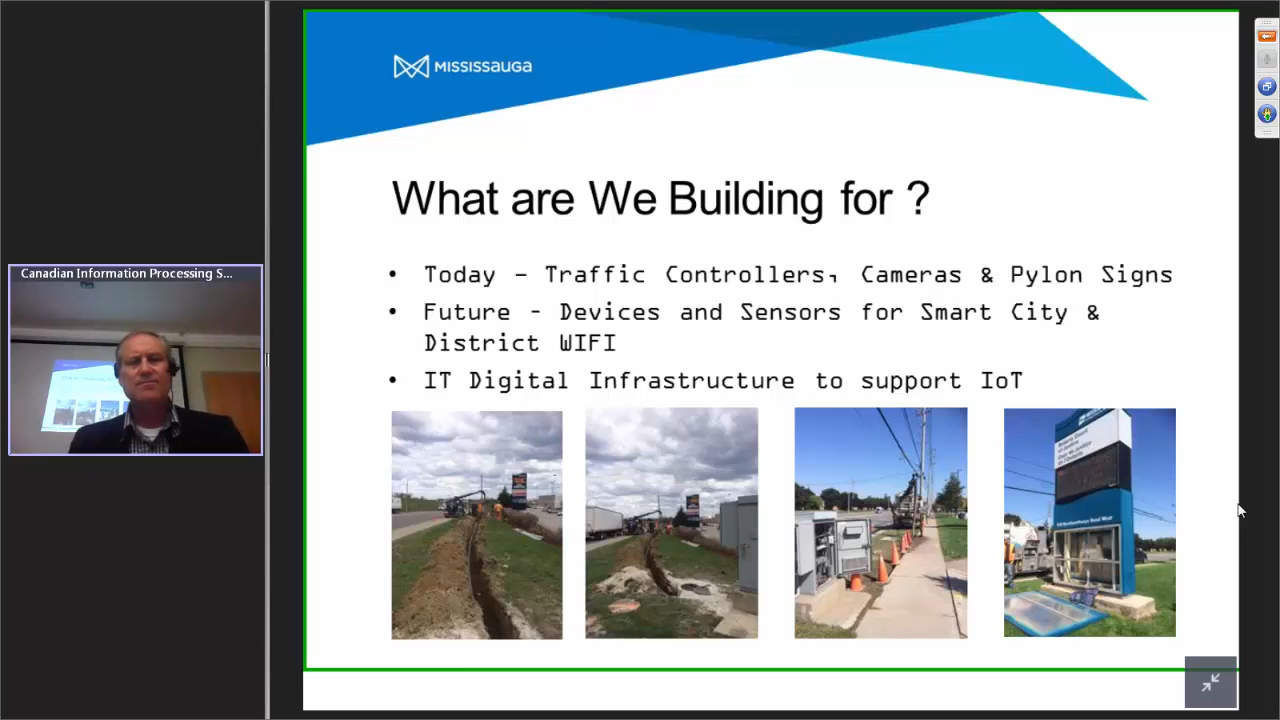 MISSISSAUGA
What are We Building for ?
Canadian Information Processing S...
• Today – Traffic Controllers, Cameras & Pylon Signs
• Future - Devices and Sensors for Smart City &
District WIFI
• IT Digital Infrastructure to support IoT